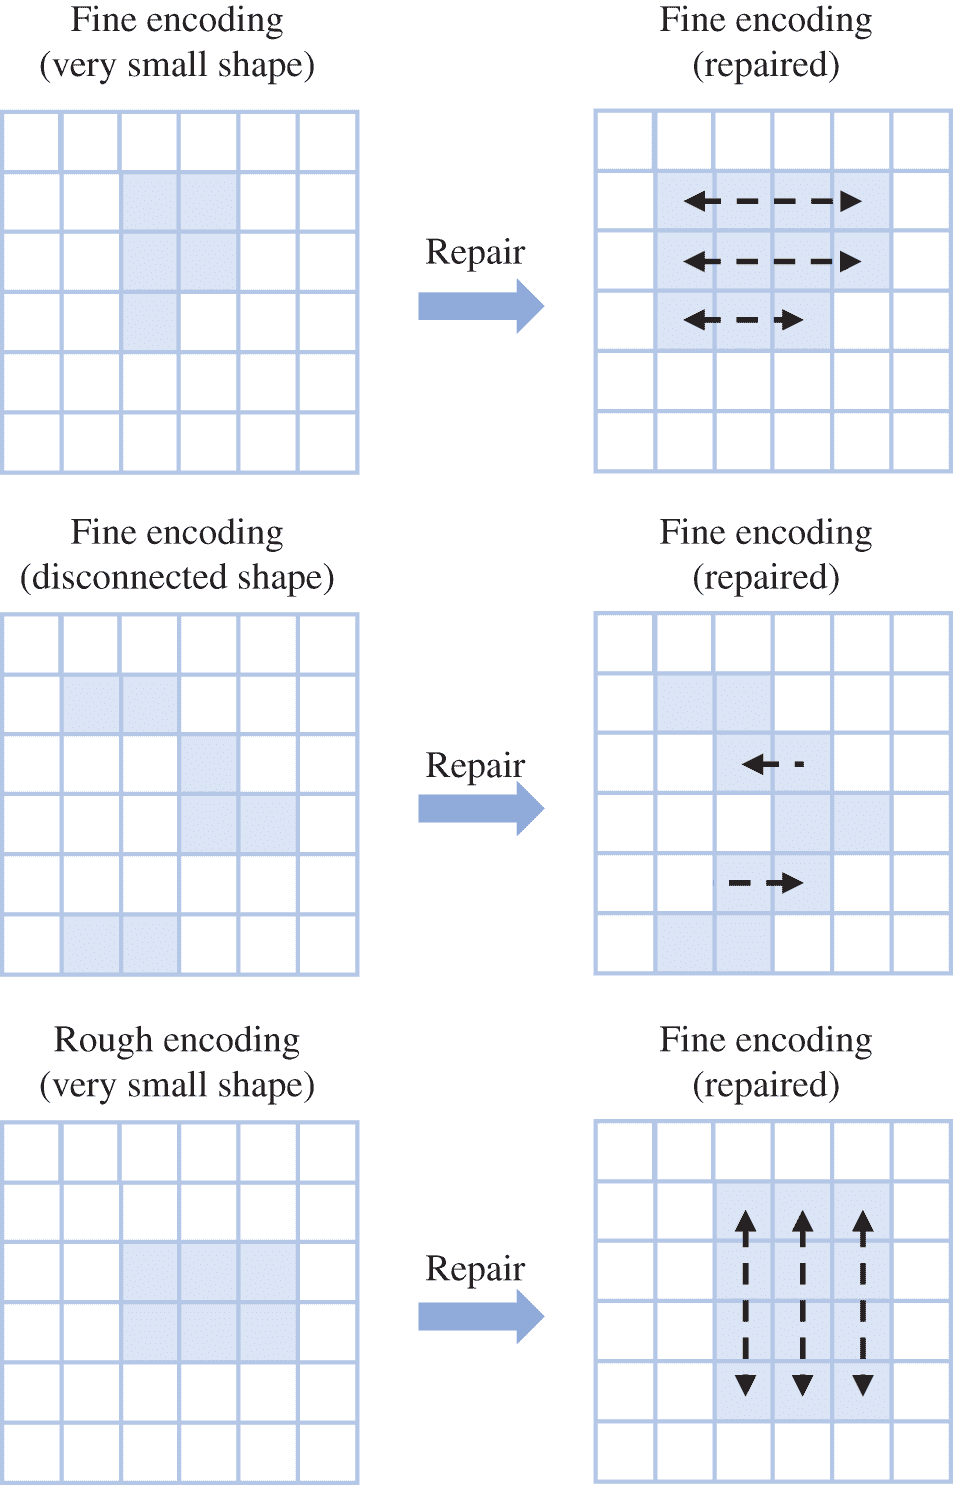 Fine encoding
(very small shape)
Fine encoding
(repaired)
Repair
Fine encoding
(disconnected shape)
Fine encoding
(repaired)
Repair
Rough encoding
(very small shape)
Fine encoding
(repaired)
Repair